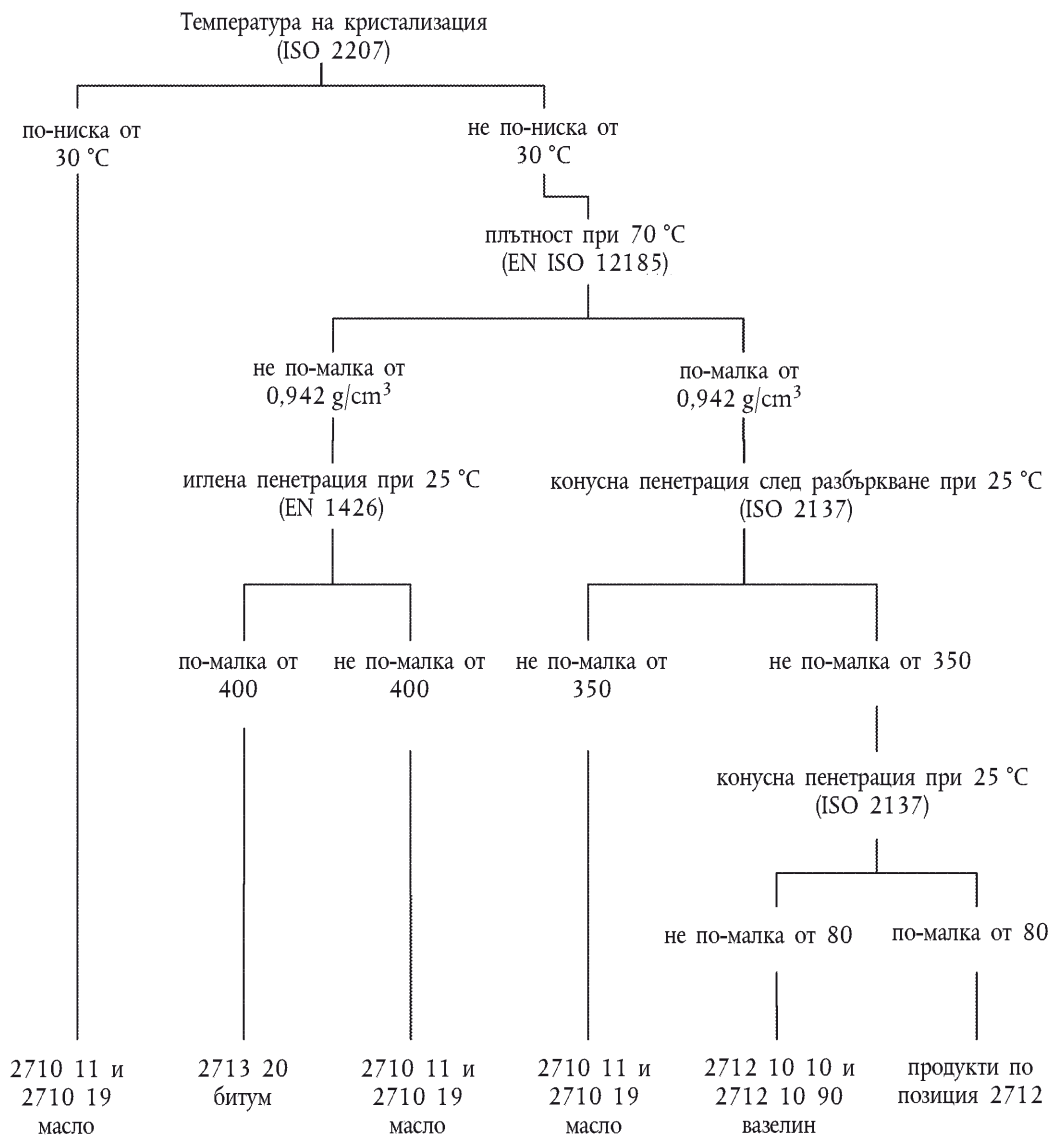 Температура на кристализация
(ISO 2207)
по-ниска от
30 °C
не по-ниска от
30 °C
плътност при 70 °C
(EN ISO 12185)
не по-малка от
0,942 g/cm³
по-малка от
0,942 g/cm³
иглена пенетрация при 25 °C
(EN 1426)
конусна пенетрация след разбъркване при 25 °C
(ISO 2137)
по-малка от
400
не по-малка от
400
не по-малка от
350
не по-малка от 350
конусна пенетрация при 25 °C
(ISO 2137)
не по-малка от 80
по-малка от 80
2710 11 и
2710 19
масло
2713 20
битум
2710 11 и
2710 19
масло
2710 11 и
2710 19
масло
2712 10 10 и
2712 10 90
вазелин
продукти по
позиция 2712